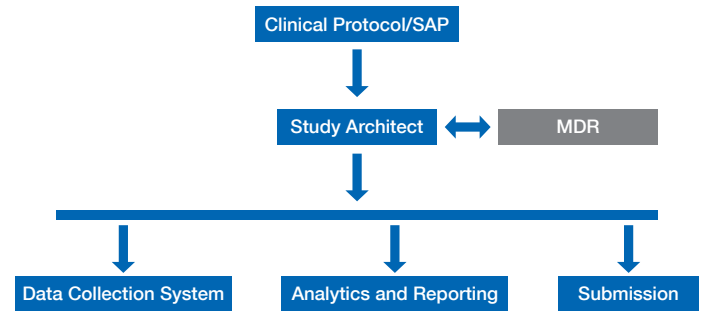 Clinical Protocol/SAP
Study Architect
MDR
Data Collection System
Analytics and Reporting
Submission